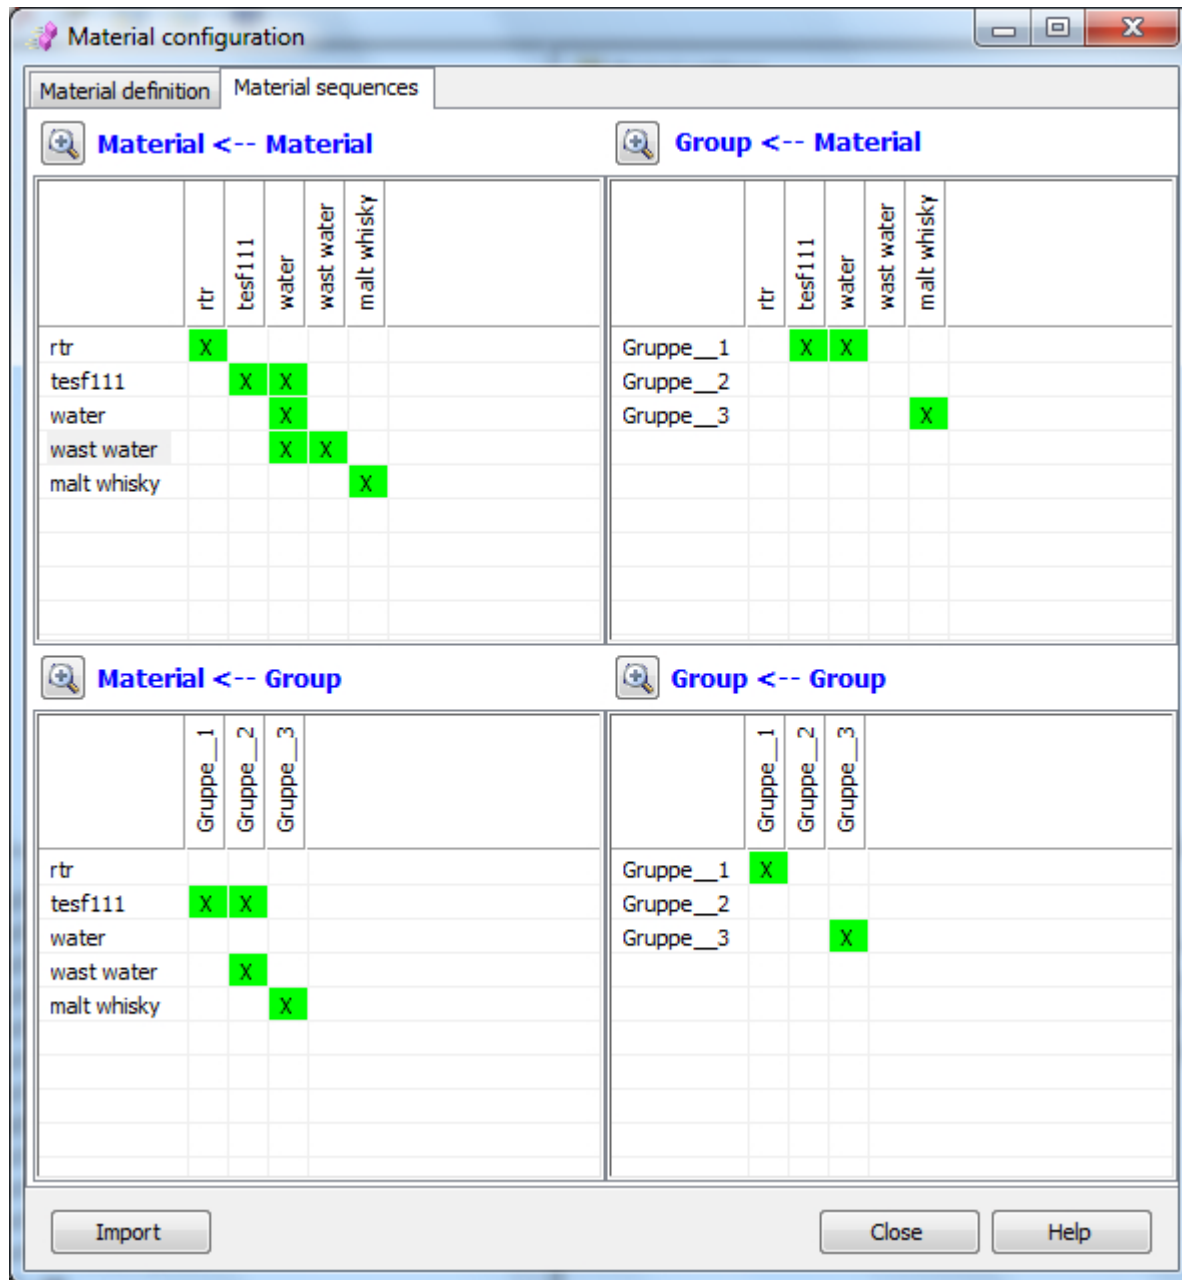 Material configuration
Material definition Material sequences
Material <-- Material
rtr tesf111 water wast water malt whisky
rtr X
tesf111 X X
water X
wast water X X
malt whisky X
Group <-- Material
rtr tesf111 water wast water malt whisky
Gruppe__1 X X
Gruppe__2
Gruppe__3 X
Material <-- Group
Gruppe__1 Gruppe__2 Gruppe__3
rtr
tesf111 X X
water
wast water X
malt whisky X
Group <-- Group
Gruppe__1 Gruppe__2 Gruppe__3
Gruppe__1 X
Gruppe__2
Gruppe__3 X
Import Close Help